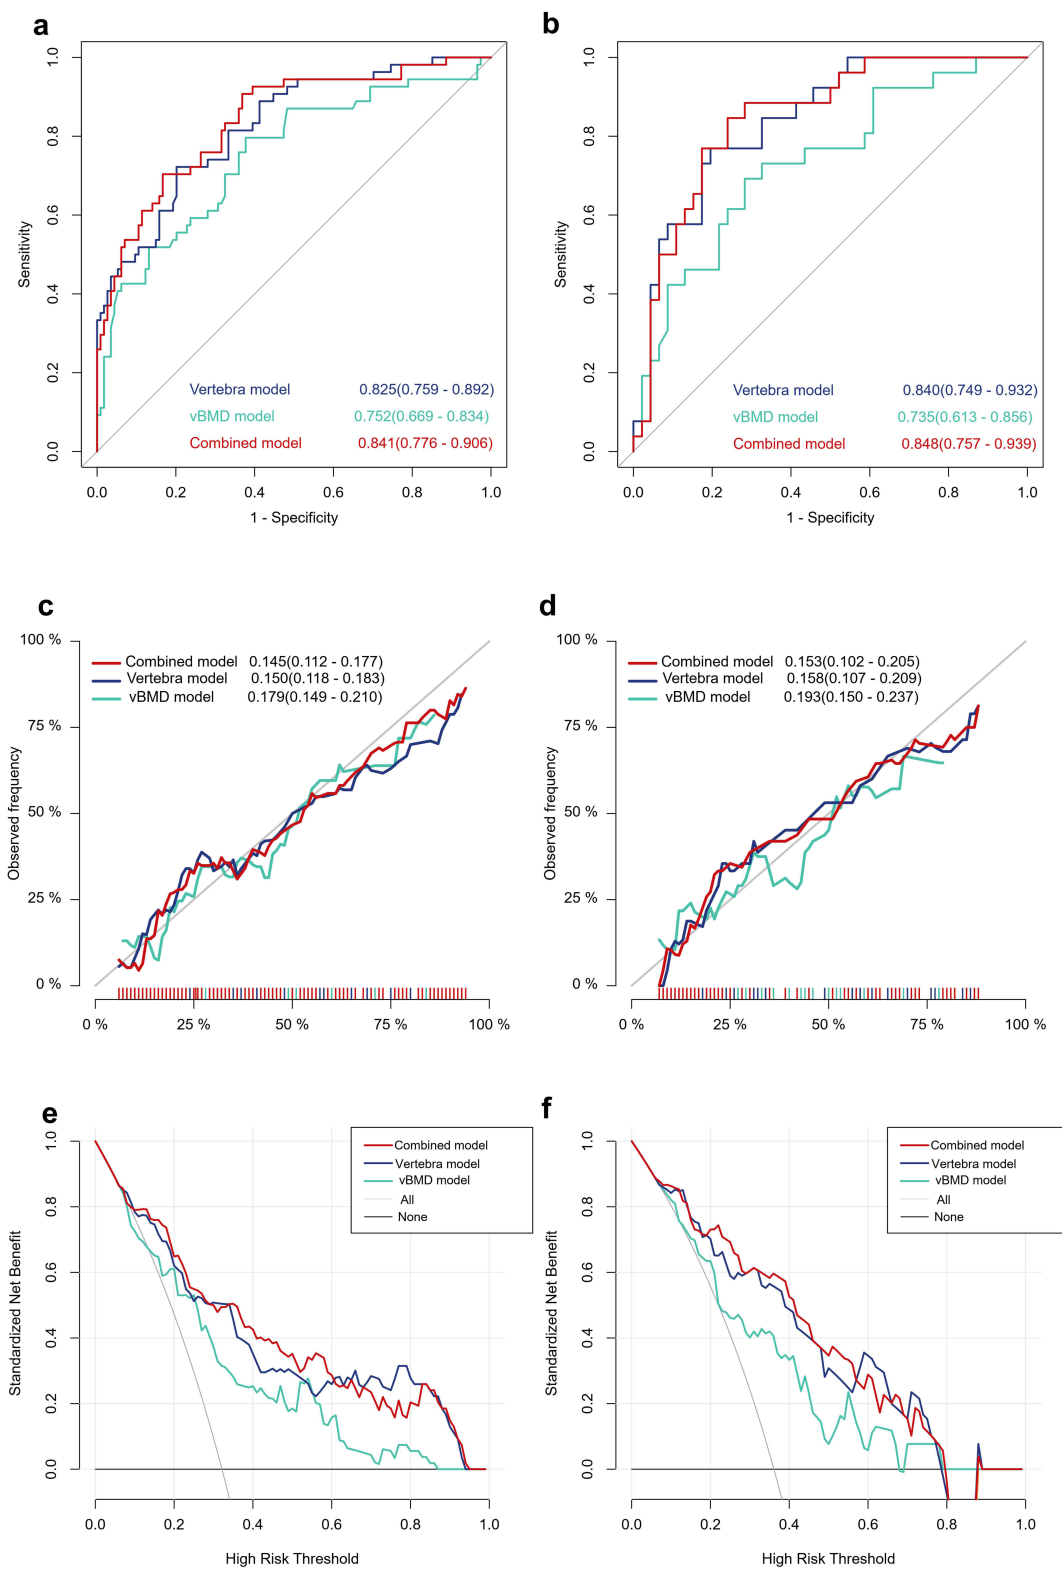 a
b
1.0
0.8
0.6
0.4
0.2
0.0
Sensitivity
Vertebra model 0.825(0.759 - 0.892)
vBMD model 0.752(0.669 - 0.834)
Combined model 0.841(0.776 - 0.906)
0.0 0.2 0.4 0.6 0.8 1.0
1 - Specificity
1.0
0.8
0.6
0.4
0.2
0.0
Sensitivity
Vertebra model 0.840(0.749 - 0.932)
vBMD model 0.735(0.613 - 0.856)
Combined model 0.848(0.757 - 0.939)
0.0 0.2 0.4 0.6 0.8 1.0
1 - Specificity
c
d
100 %
75 %
50 %
25 %
0 %
Observed frequency
Combined model 0.145(0.112 - 0.177)
Vertebra model 0.150(0.118 - 0.183)
vBMD model 0.179(0.149 - 0.210)
0 % 25 % 50 % 75 % 100 %
100 %
75 %
50 %
25 %
0 %
Observed frequency
Combined model 0.153(0.102 - 0.205)
Vertebra model 0.158(0.107 - 0.209)
vBMD model 0.193(0.150 - 0.237)
0 % 25 % 50 % 75 % 100 %
e
f
1.0
0.8
0.6
0.4
0.2
0.0
Standardized Net Benefit
Combined model
Vertebra model
vBMD model
All
None
0.0 0.2 0.4 0.6 0.8 1.0
High Risk Threshold
1.0
0.8
0.6
0.4
0.2
0.0
Standardized Net Benefit
Combined model
Vertebra model
vBMD model
All
None
0.0 0.2 0.4 0.6 0.8 1.0
High Risk Threshold